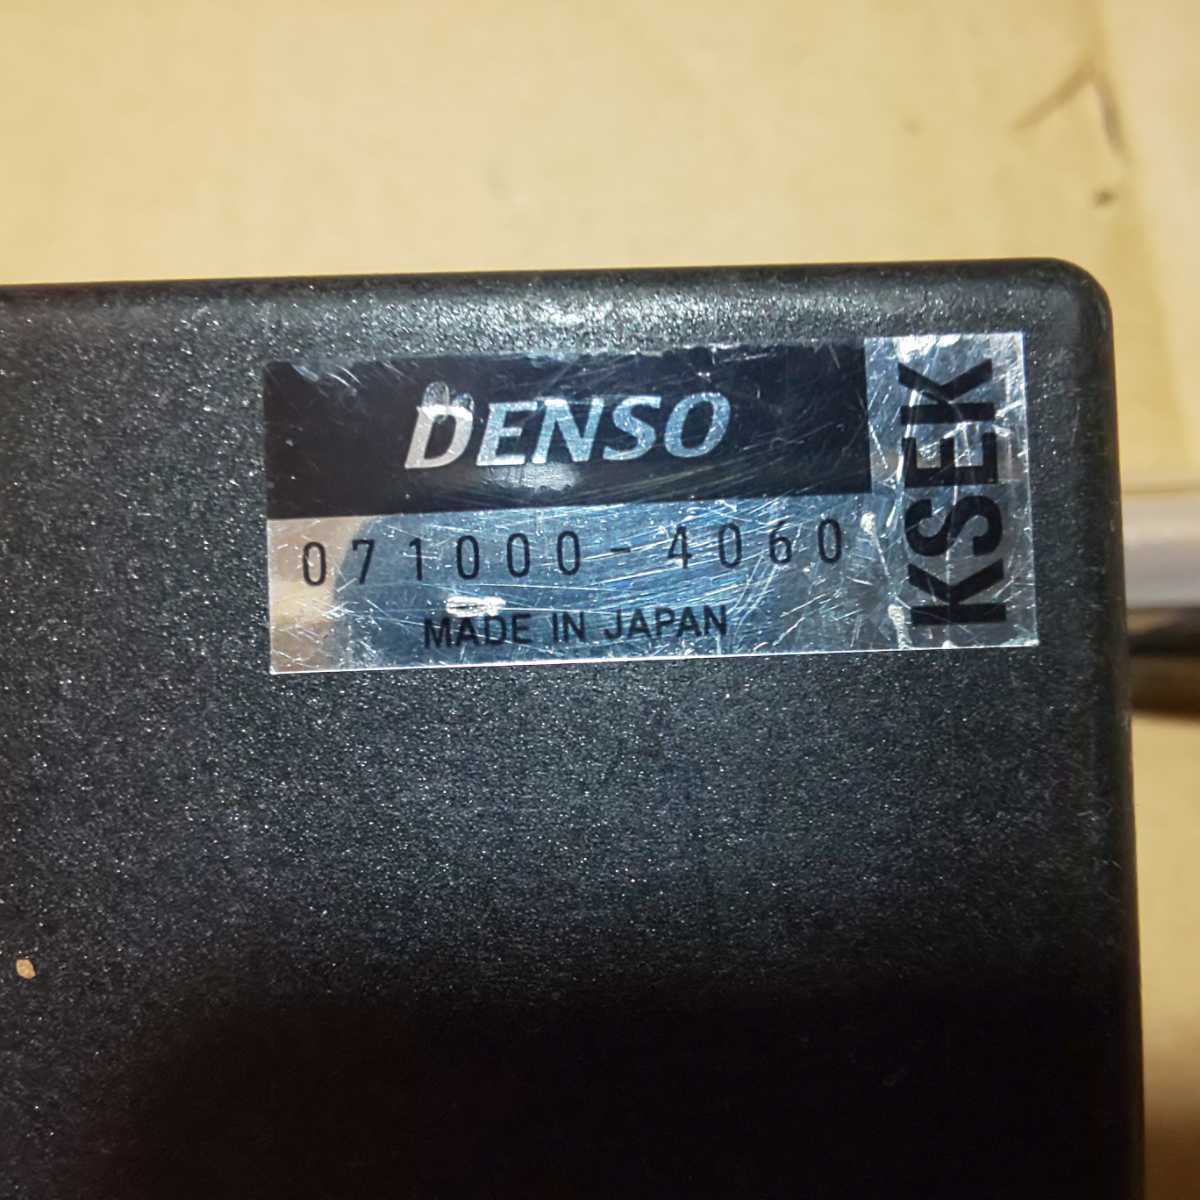 DENSO
071000-4060
MADE IN JAPAN
KSEK